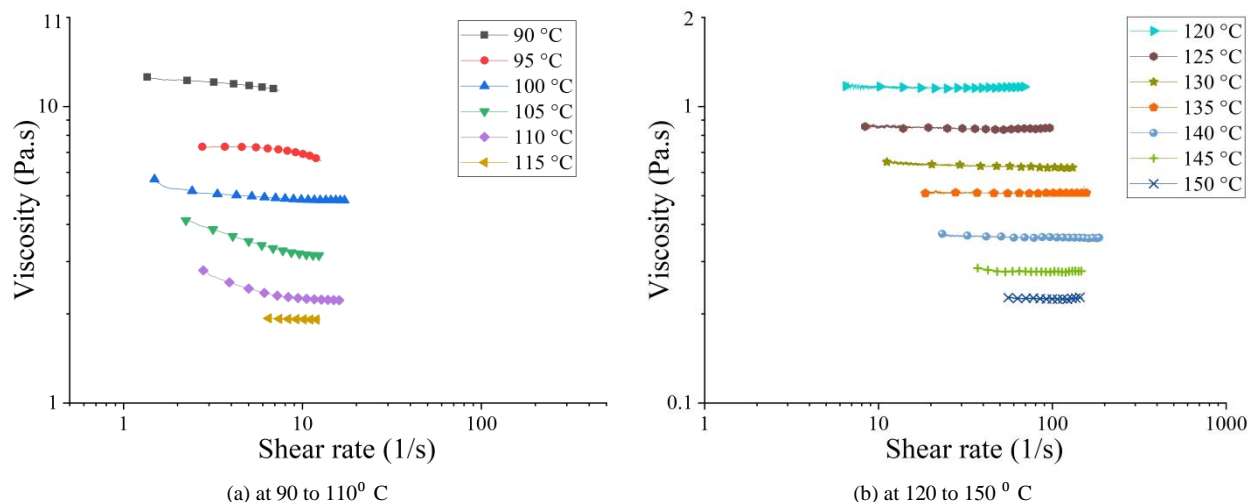 11
10
1
Viscosity (Pa.s)
90 °C
95 °C
100 °C
105 °C
110 °C
115 °C
1
10
100
Shear rate (1/s)
(a) at 90 to 110⁰ C
2
1
0.1
Viscosity (Pa.s)
120 °C
125 °C
130 °C
135 °C
140 °C
145 °C
150 °C
1
10
100
1000
Shear rate (1/s)
(b) at 120 to 150 ⁰ C